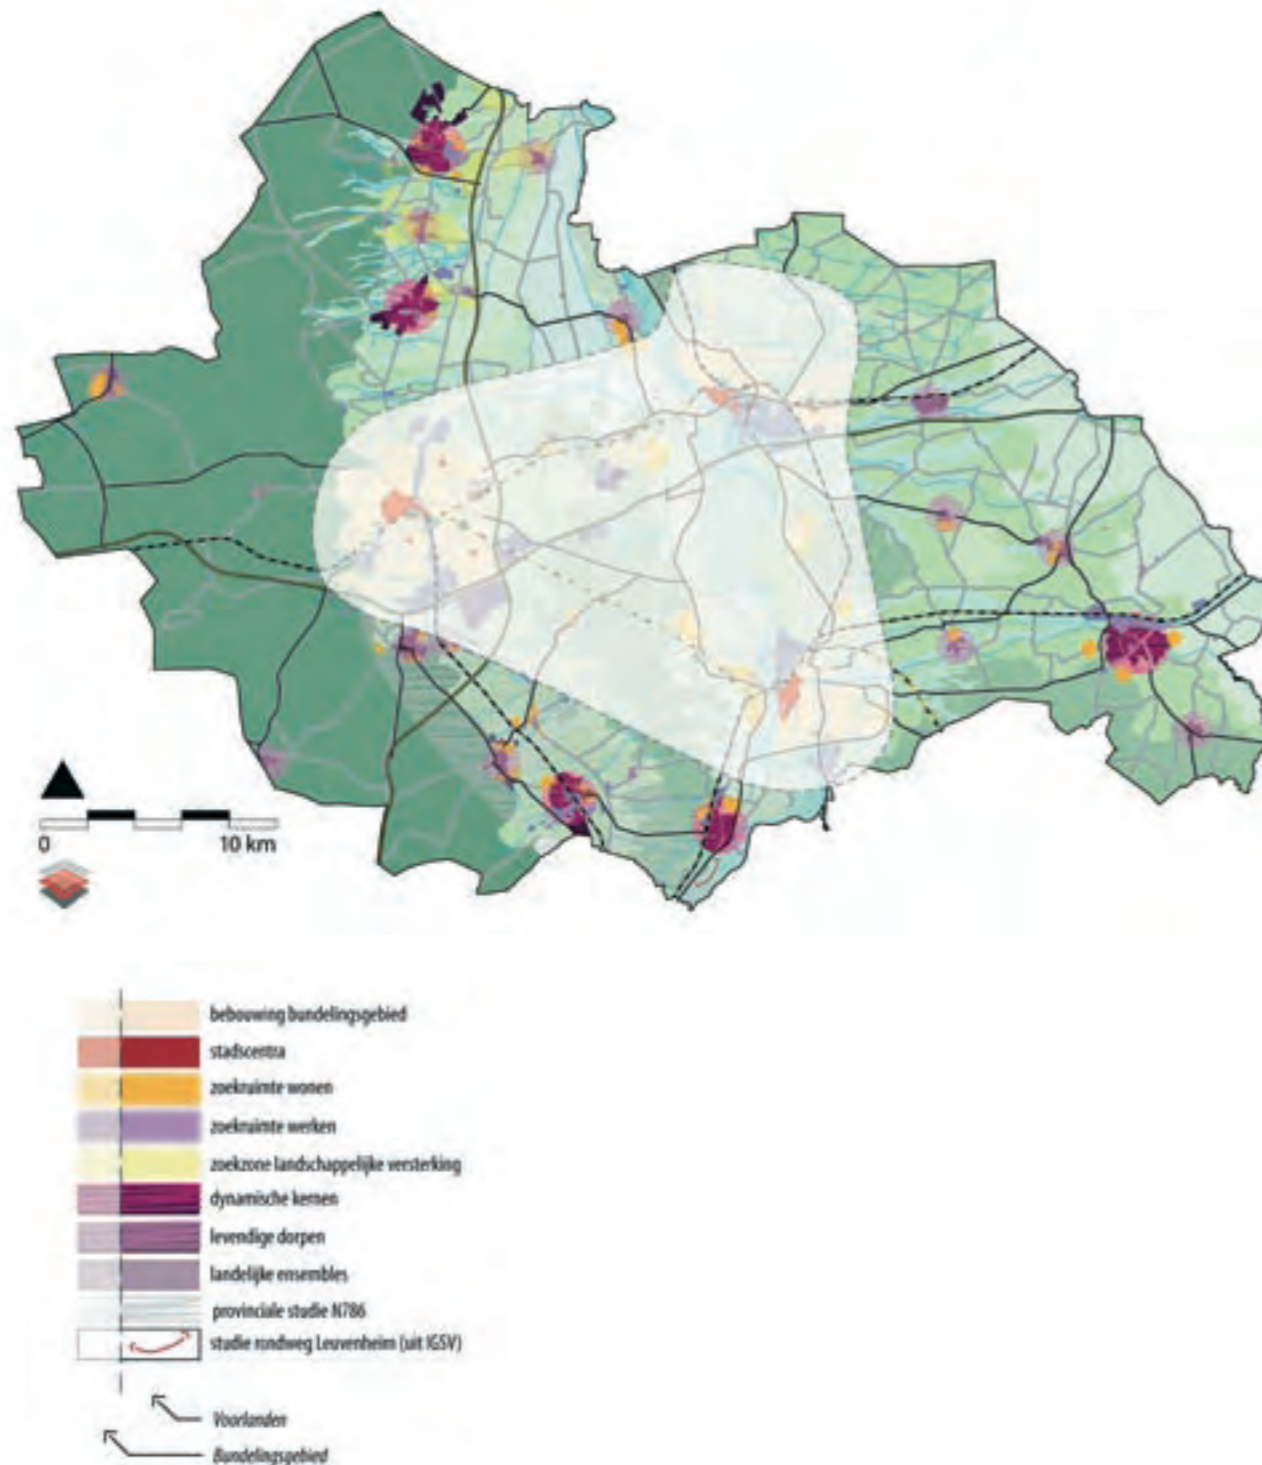 0
10 km
bebouwing bundelingsgebied
stadscentra
zoekruimte wonen
zoekruimte werken
zoekzone landschappelijke versterking
dynamische kernen
levendige dorpen
landelijke ensembles
provinciale studie N786
studie rondweg Leuvenheim (uit IGSV)
Voorlanden
Bundelingsgebied